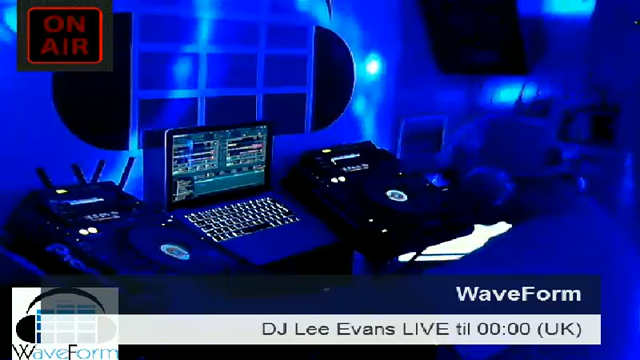 ON
AIR
WaveForm
DJ Lee Evans LIVE til 00:00 (UK)
WaveForm